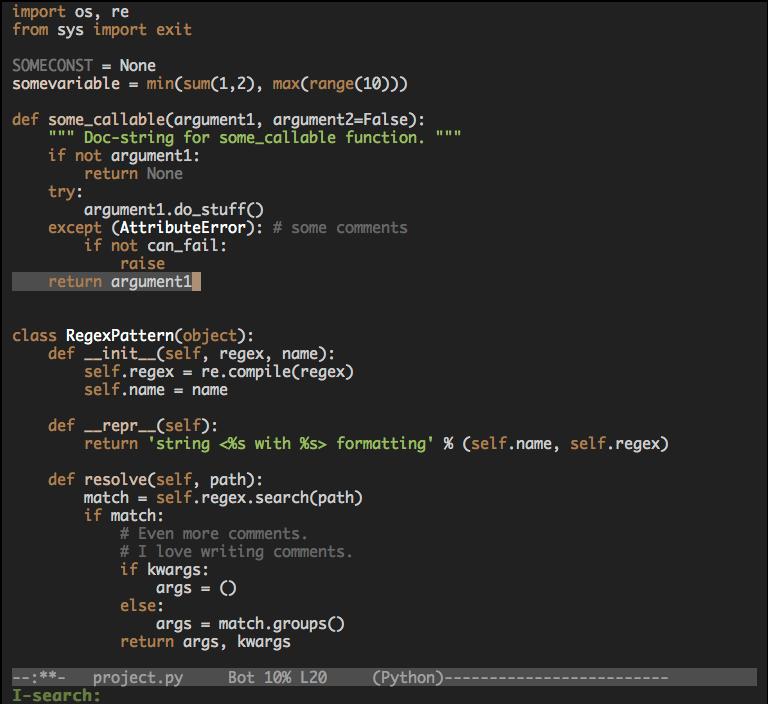 import os, re
from sys import exit

SOMECONST = None
somevariable = min(sum(1,2), max(range(10)))

def some_callable(argument1, argument2=False):
    """ Doc-string for some_callable function. """
    if not argument1:
        return None
    try:
        argument1.do_stuff()
    except (AttributeError): # some comments
        if not can_fail:
            raise
    return argument1


class RegexPattern(object):
    def __init__(self, regex, name):
        self.regex = re.compile(regex)
        self.name = name

    def __repr__(self):
        return 'string <%s with %s> formatting' % (self.name, self.regex)

    def resolve(self, path):
        match = self.regex.search(path)
        if match:
            # Even more comments.
            # I love writing comments.
            if kwargs:
                args = ()
            else:
                args = match.groups()
            return args, kwargs

--:**-   project.py     Bot 10% L20     (Python)-------------------------
I-search: